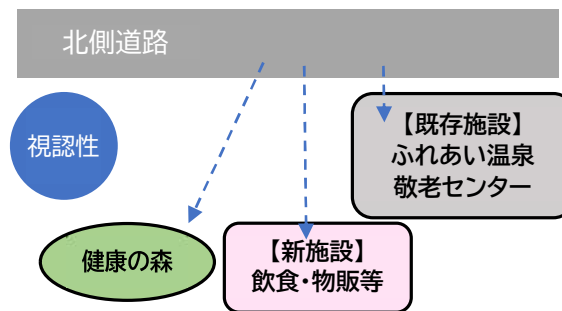 北側道路
視認性
【既存施設】
ふれあい温泉
敬老センター
健康の森
【新施設】
飲食・物販等